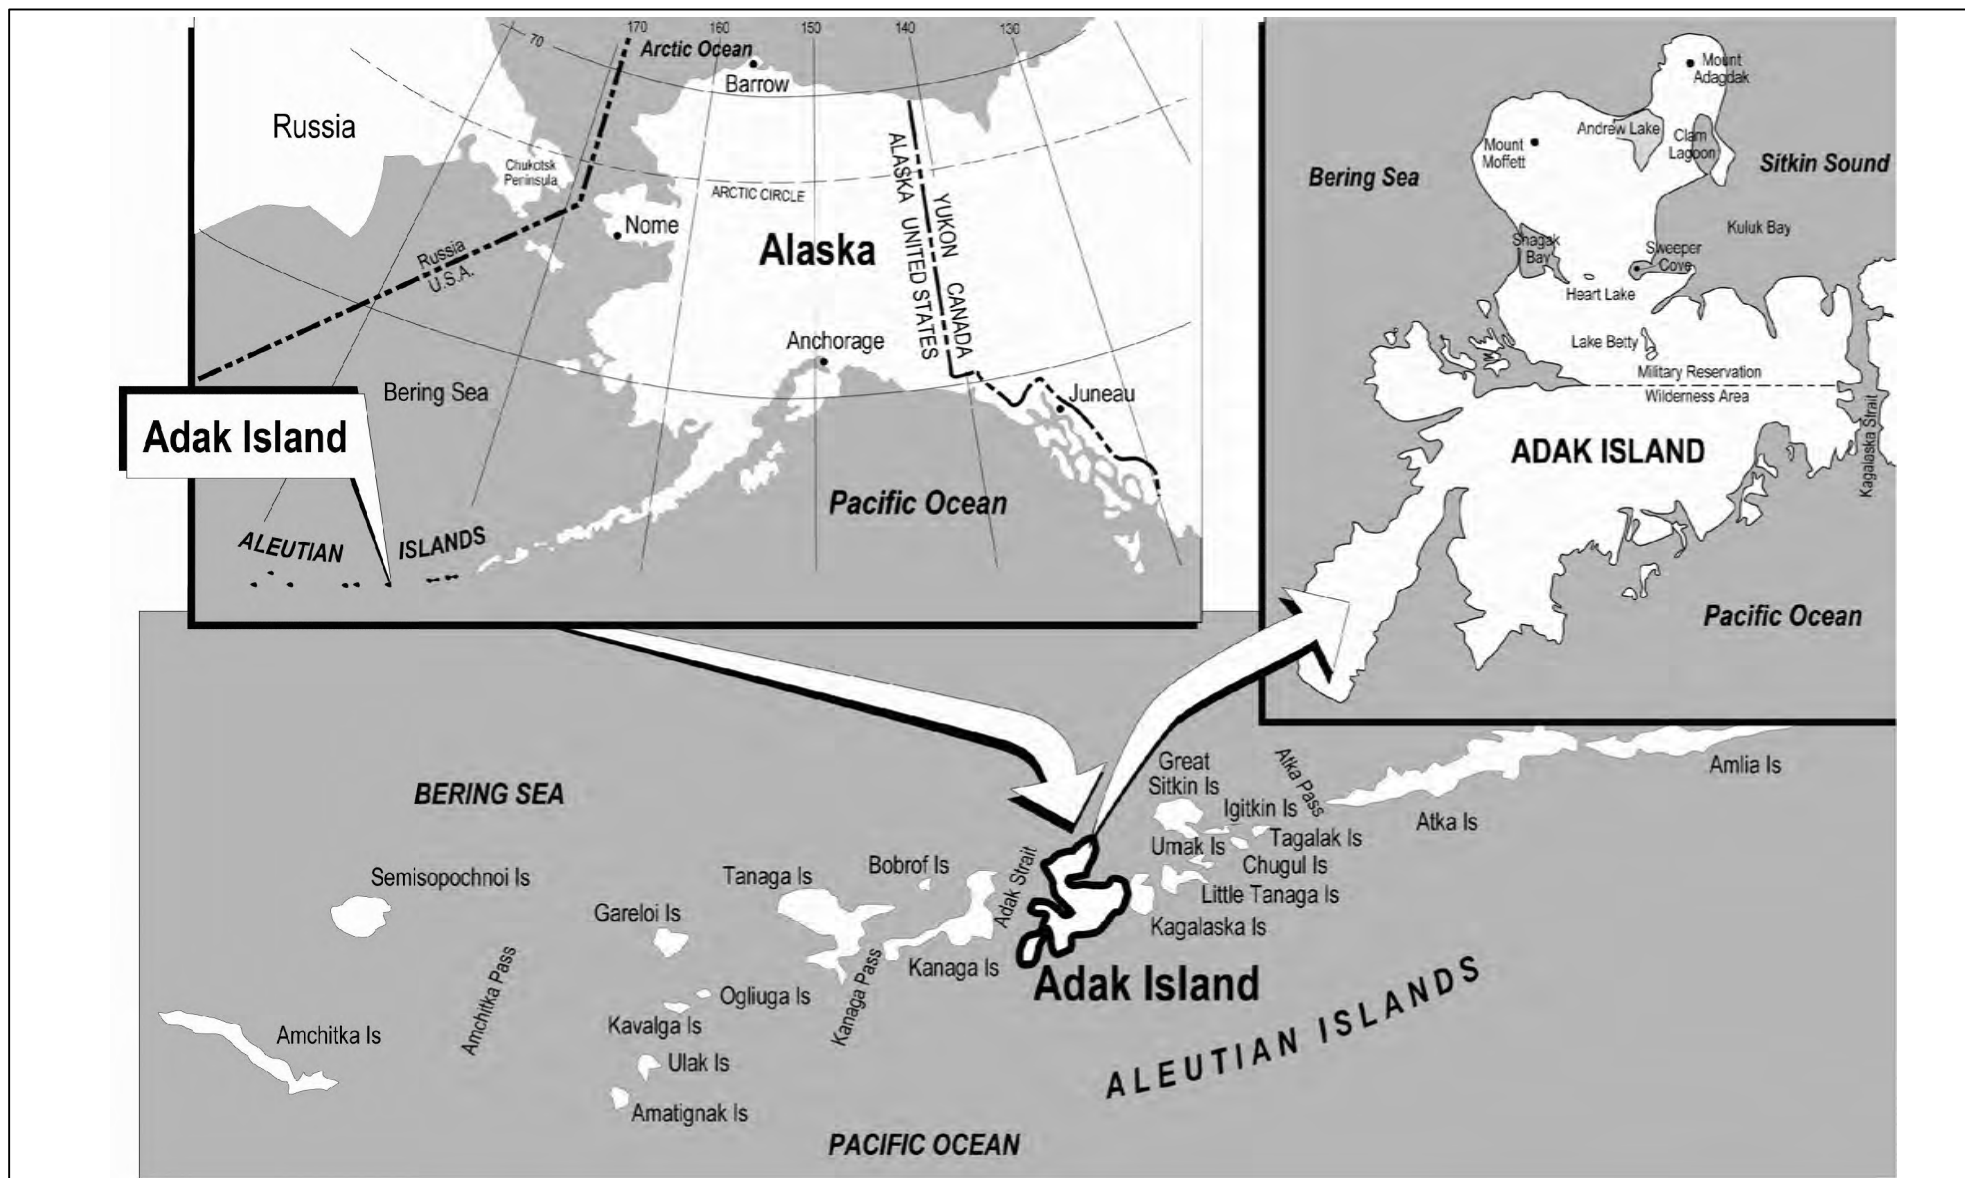 170
160
150
140
130
70
Arctic Ocean
Barrow
Russia
Chukotsk
Peninsula
ARCTIC CIRCLE
Nome
Alaska
ALASKA UNITED STATES
YUKON CANADA
Russia
U.S.A.
Anchorage
Juneau
Bering Sea
Adak Island
Pacific Ocean
ALEUTIAN ISLANDS
Mount
Adagdak
Andrew Lake
Clam
Lagoon
Mount
Moffett
Bering Sea
Sitkin Sound
Kuluk Bay
Shagak
Bay
Sweeper
Cove
Heart Lake
Lake Betty
Military Reservation
Wilderness Area
Kagalaska Strait
ADAK ISLAND
Pacific Ocean
Great
Sitkin Is
Atka Pass
Amlia Is
Igitkin Is
Atka Is
Tagalak Is
Umak Is
Chugul Is
Little Tanaga Is
Kagalaska Is
BERING SEA
Semisopochnoi Is
Tanaga Is
Bobrof Is
Adak Strait
Gareloi Is
Amchitka Pass
Kanaga Pass
Kanaga Is
Adak Island
Ogliuga Is
Kavalga Is
Amchitka Is
Ulak Is
Amatignak Is
ALEUTIAN ISLANDS
PACIFIC OCEAN